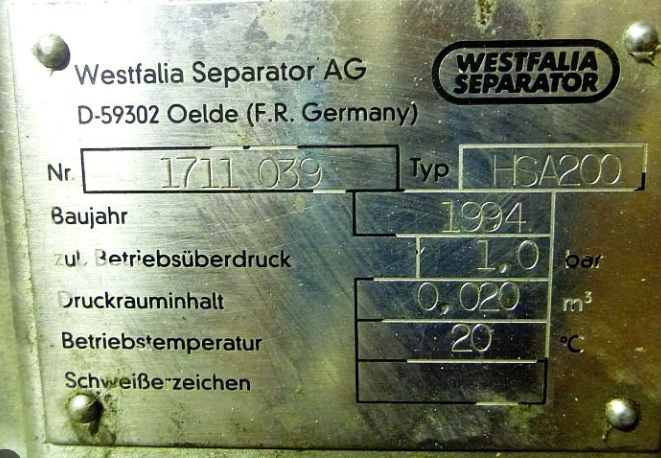 Westfalia Separator AG
WESTFALIA
SEPARATOR
D-59302 Oelde (F.R. Germany)
Nr. 1711 039 Typ HSA200
Baujahr 1994
zul. Betriebsüberdruck 1,0 bar
Druckrauminhalt 0,020 m³
Betriebstemperatur 20 °C
Schweißerzeichen